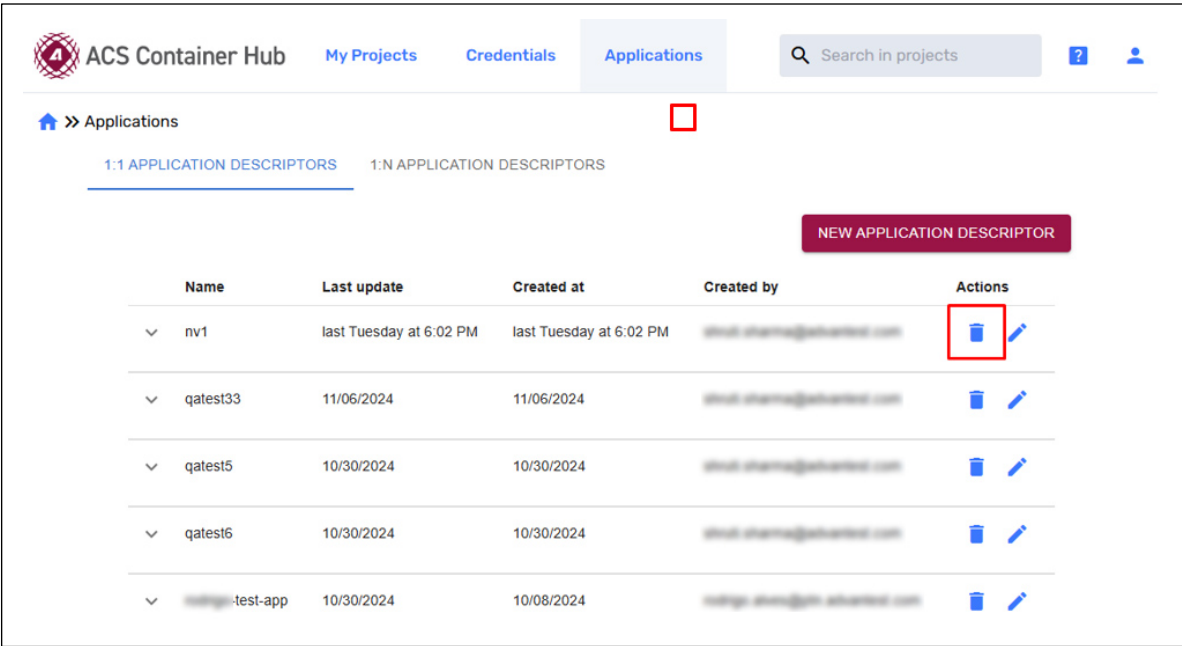 ACS Container Hub My Projects Credentials Applications Search in projects ?
>> Applications
1:1 APPLICATION DESCRIPTORS 1:N APPLICATION DESCRIPTORS
NEW APPLICATION DESCRIPTOR
Name Last update Created at Created by Actions
nv1 last Tuesday at 6:02 PM last Tuesday at 6:02 PM
qatest33 11/06/2024 11/06/2024
qatest5 10/30/2024 10/30/2024
qatest6 10/30/2024 10/30/2024
-test-app 10/30/2024 10/08/2024